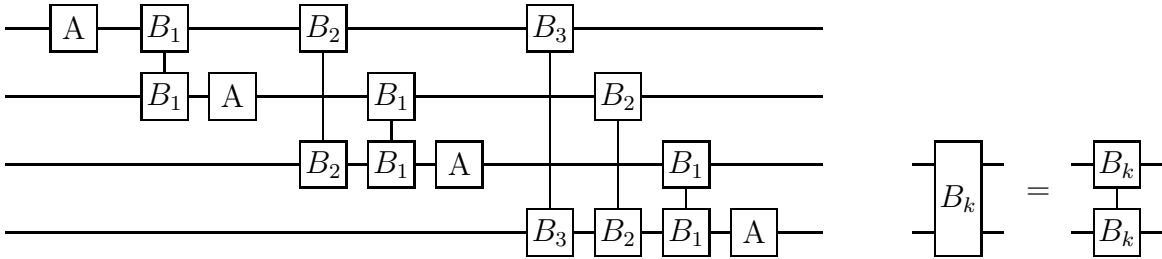 A B₁ B₂ B₃
B₁ A B₁ B₂
B₂ B₁ A B₁ Bₖ = Bₖ
B₃ B₂ B₁ A Bₖ